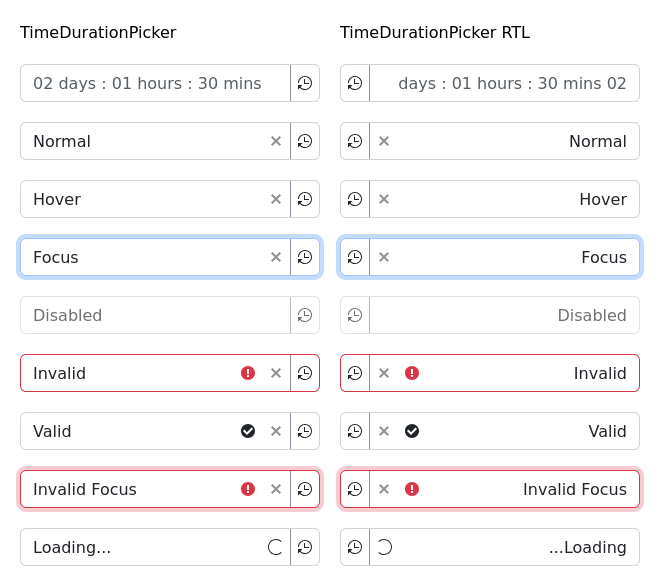 TimeDurationPicker
02 days : 01 hours : 30 mins
Normal
Hover
Focus
Disabled
Invalid
Valid
Invalid Focus
Loading...
TimeDurationPicker RTL
days : 01 hours : 30 mins 02
Normal
Hover
Focus
Disabled
Invalid
Valid
Invalid Focus
...Loading